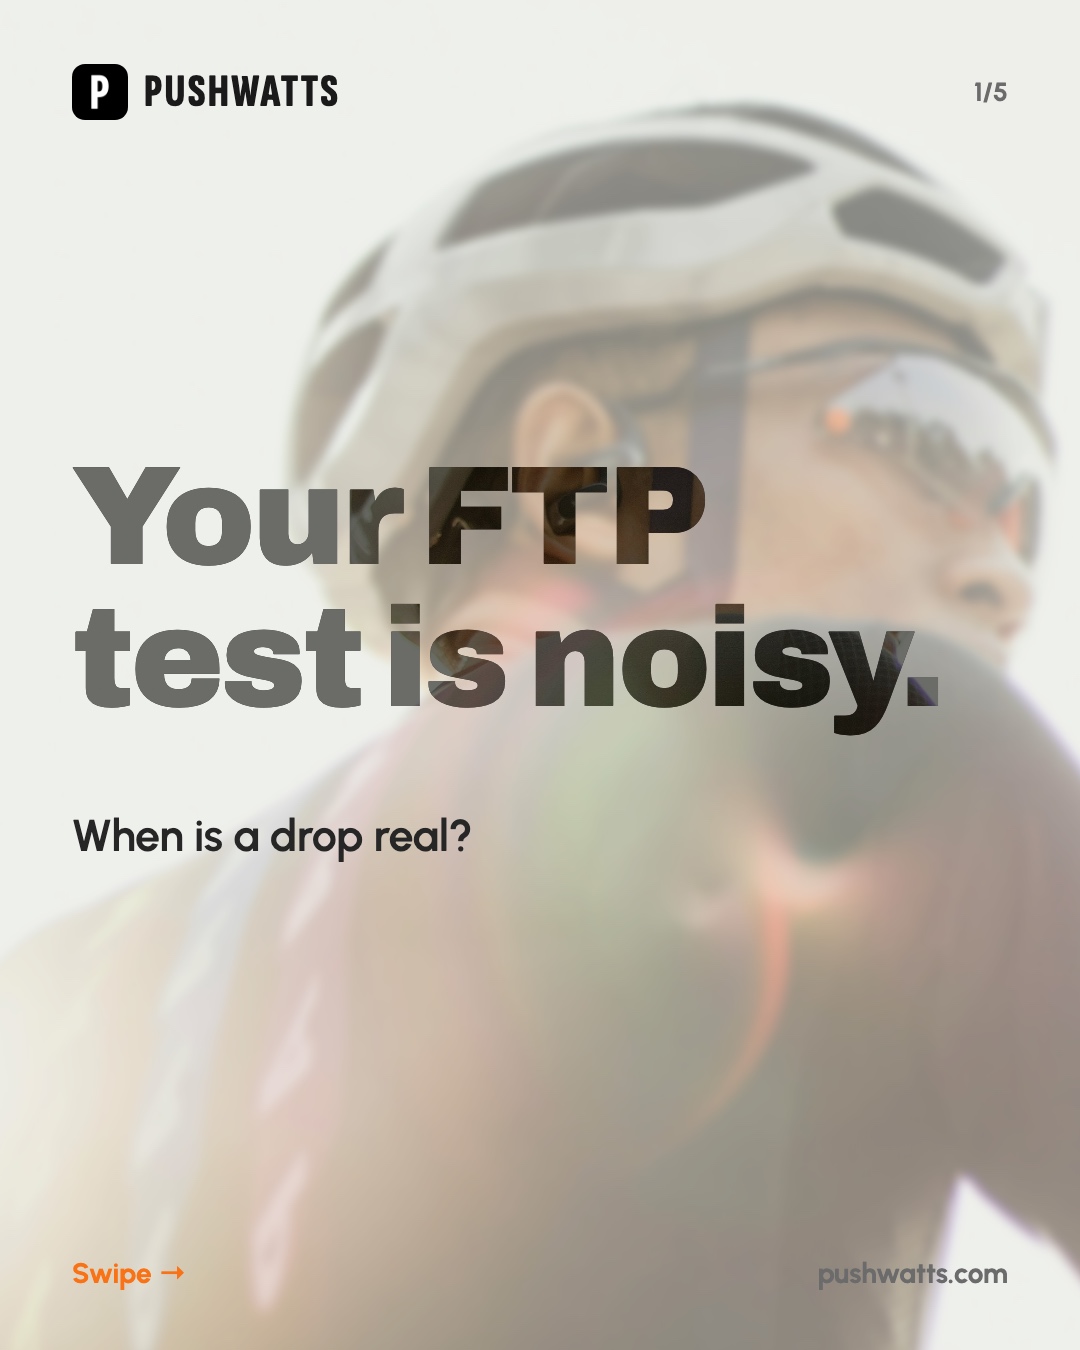 P PUSHWATTS
1/5
Your FTP
test is noisy.
When is a drop real?
Swipe →
pushwatts.com